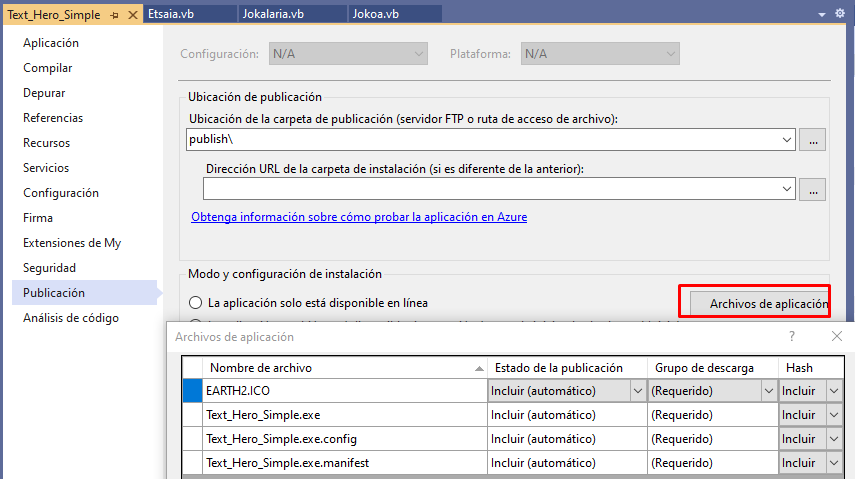 Text_Hero_Simple Etsaia.vb Jokalaria.vb Jokoa.vb
Aplicación
Compilar
Depurar
Referencias
Recursos
Servicios
Configuración
Firma
Extensiones de My
Seguridad
Publicación
Análisis de código
Configuración: N/A Plataforma: N/A
Ubicación de publicación
Ubicación de la carpeta de publicación (servidor FTP o ruta de acceso de archivo):
publish\ ...
Dirección URL de la carpeta de instalación (si es diferente de la anterior):
...
Obtenga información sobre cómo probar la aplicación en Azure
Modo y configuración de instalación
La aplicación solo está disponible en línea
Archivos de aplicación
Archivos de aplicación ?
Nombre de archivo Estado de la publicación Grupo de descarga Hash
EARTH2.ICO Incluir (automático) (Requerido) Incluir
Text_Hero_Simple.exe Incluir (automático) (Requerido) Incluir
Text_Hero_Simple.exe.config Incluir (automático) (Requerido) Incluir
Text_Hero_Simple.exe.manifest Incluir (automático) (Requerido) Incluir